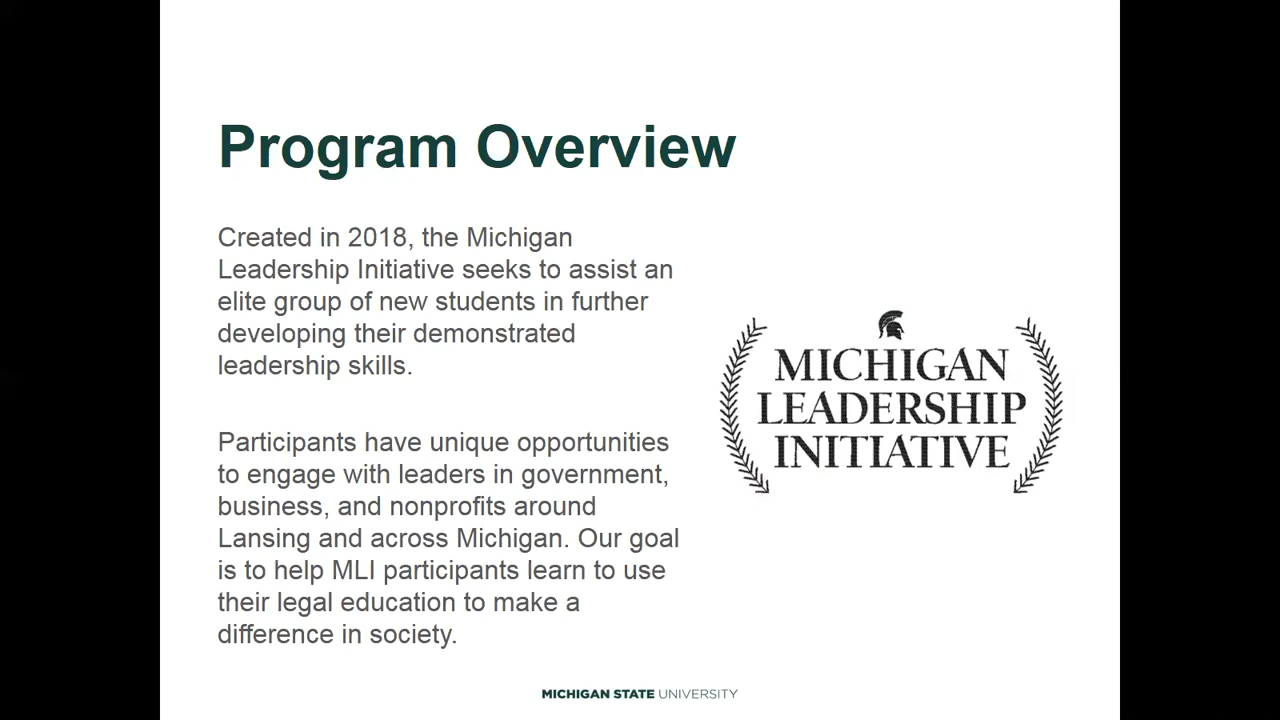 Program Overview
Created in 2018, the Michigan
Leadership Initiative seeks to assist an
elite group of new students in further
developing their demonstrated
leadership skills.
Participants have unique opportunities
to engage with leaders in government,
business, and nonprofits around
Lansing and across Michigan. Our goal
is to help MLI participants learn to use
their legal education to make a
difference in society.
MICHIGAN
LEADERSHIP
INITIATIVE
MICHIGAN STATE UNIVERSITY